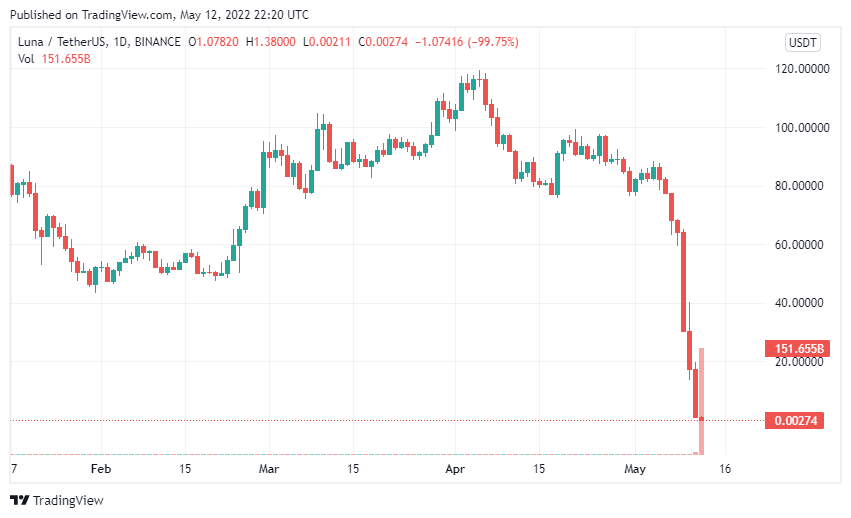 Published on TradingView.com, May 12, 2022 22:20 UTC
Luna / TetherUS, 1D, BINANCE O1.07820 H1.38000 L0.00211 C0.00274 −1.07416 (−99.75%)
Vol 151.655B
USDT
120.00000
100.00000
80.00000
60.00000
40.00000
151.655B
20.00000
0.00274
7 Feb 15 Mar 15 Apr 15 May 16
TradingView